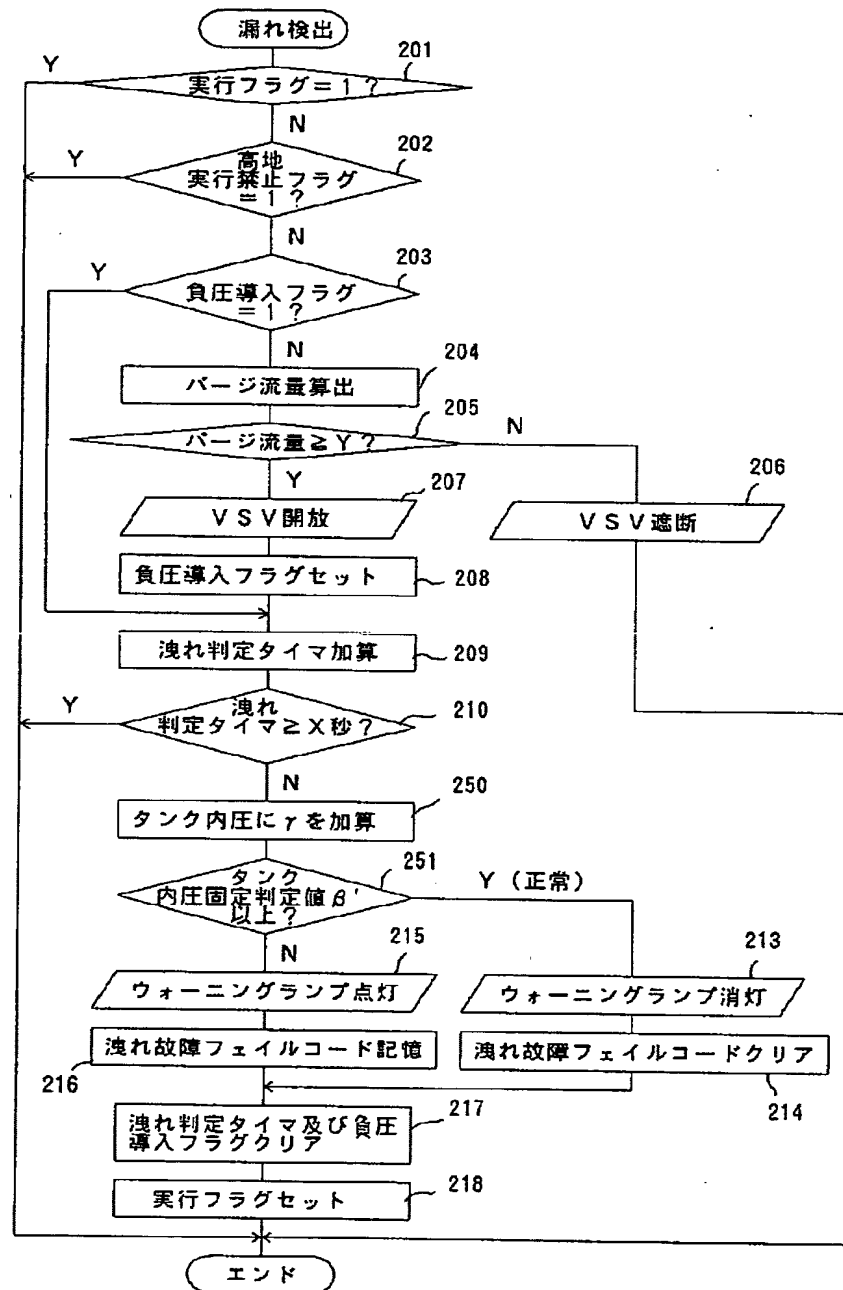 漏れ検出
201
Y
実行フラグ=1?
N
202
Y
高地
実行禁止フラグ
=1?
N
203
Y
負圧導入フラグ
=1?
N
204
パージ流量算出
205
パージ流量≧Y?
N
Y
207
206
VSV開放
VSV遮断
負圧導入フラグセット
208
洩れ判定タイマ加算
209
Y
洩れ
判定タイマ≧X秒?
210
N
250
タンク内圧にγを加算
251
タンク
内圧固定判定値β'
以上?
Y(正常)
N
215
213
ウォーニングランプ点灯
ウォーニングランプ消灯
洩れ故障フェイルコード記憶
洩れ故障フェイルコードクリア
216
214
217
洩れ判定タイマ及び負圧
導入フラグクリア
実行フラグセット
218
エンド